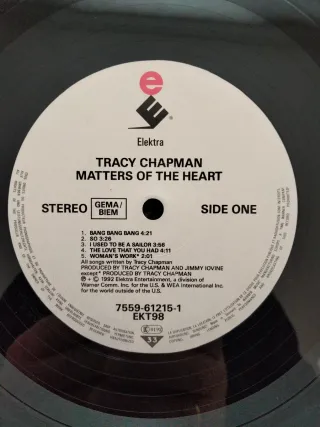 e
E
Elektra
TRACY CHAPMAN
MATTERS OF THE HEART
STEREO GEMA/ BIEM SIDE ONE
1. BANG BANG BANG 4:21
2. SO 3:26
3. I USED TO BE A SAILOR 3:56
4. THE LOVE THAT YOU HAD 4:11
5. WOMAN'S WORK* 2:01
All songs written by Tracy Chapman
PRODUCED BY TRACY CHAPMAN AND JIMMY IOVINE
except* PRODUCED BY TRACY CHAPMAN
℗ + © 1992 Elektra Entertainment, a division of
Warner Comm. Inc. for the U.S. & WEA International Inc.
for the world outside of the U.S.
7559-61215-1
EKT98
33